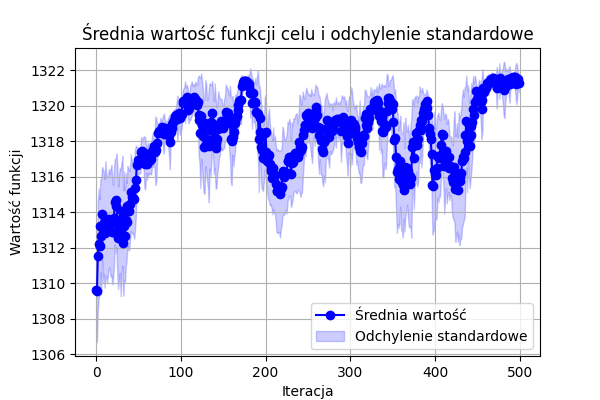 Średnia wartość funkcji celu i odchylenie standardowe
Wartość funkcji
1322
1320
1318
1316
1314
1312
1310
1308
1306
0 100 200 300 400 500
Iteracja
Średnia wartość
Odchylenie standardowe